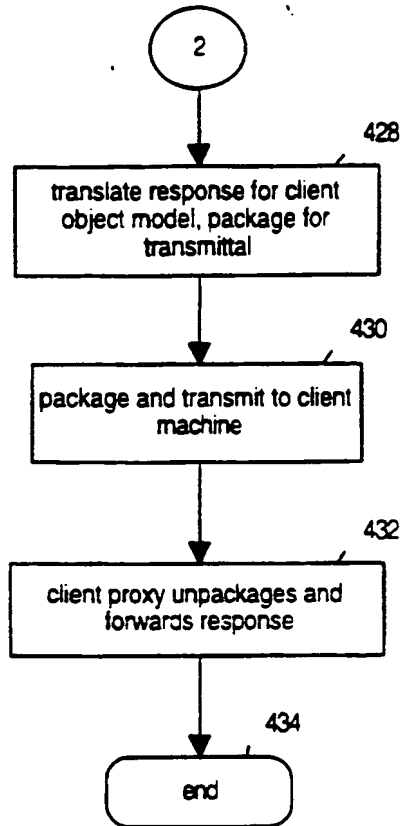 2
428
translate response for client
object model, package for
transmittal
430
package and transmit to client
machine
432
client proxy unpackages and
forwards response
434
end